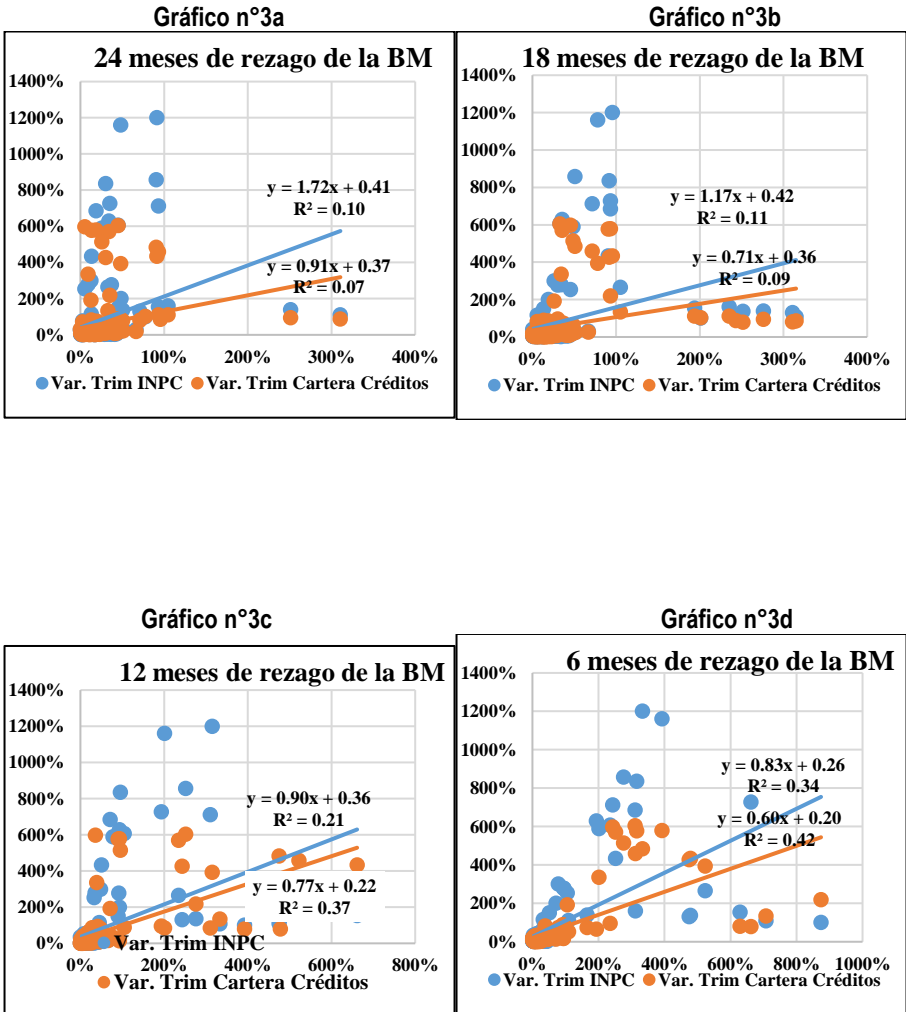 Gráfico n°3a
24 meses de rezago de la BM
1400%
1200%
1000%
800%
600%
400%
200%
0%
y = 1.72x + 0.41
R² = 0.10
y = 0.91x + 0.37
R² = 0.07
0% 100% 200% 300% 400%
Var. Trim INPC Var. Trim Cartera Créditos
Gráfico n°3b
18 meses de rezago de la BM
1400%
1200%
1000%
800%
600%
400%
200%
0%
y = 1.17x + 0.42
R² = 0.11
y = 0.71x + 0.36
R² = 0.09
0% 100% 200% 300% 400%
Var. Trim INPC Var. Trim Cartera Créditos
Gráfico n°3c
12 meses de rezago de la BM
1400%
1200%
1000%
800%
600%
400%
200%
0%
y = 0.90x + 0.36
R² = 0.21
y = 0.77x + 0.22
R² = 0.37
0% 200% 400% 600% 800%
Var. Trim INPC
Var. Trim Cartera Créditos
Gráfico n°3d
6 meses de rezago de la BM
1400%
1200%
1000%
800%
600%
400%
200%
0%
y = 0.83x + 0.26
R² = 0.34
y = 0.60x + 0.20
R² = 0.42
0% 200% 400% 600% 800% 1000%
Var. Trim INPC Var. Trim Cartera Créditos